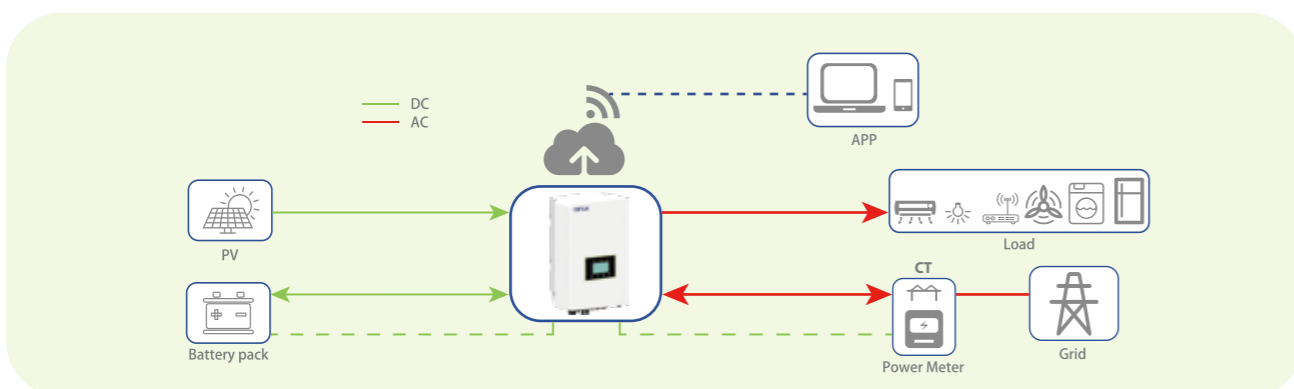 DC
AC
APP
PV
Load
CT
Battery pack
Power Meter
Grid